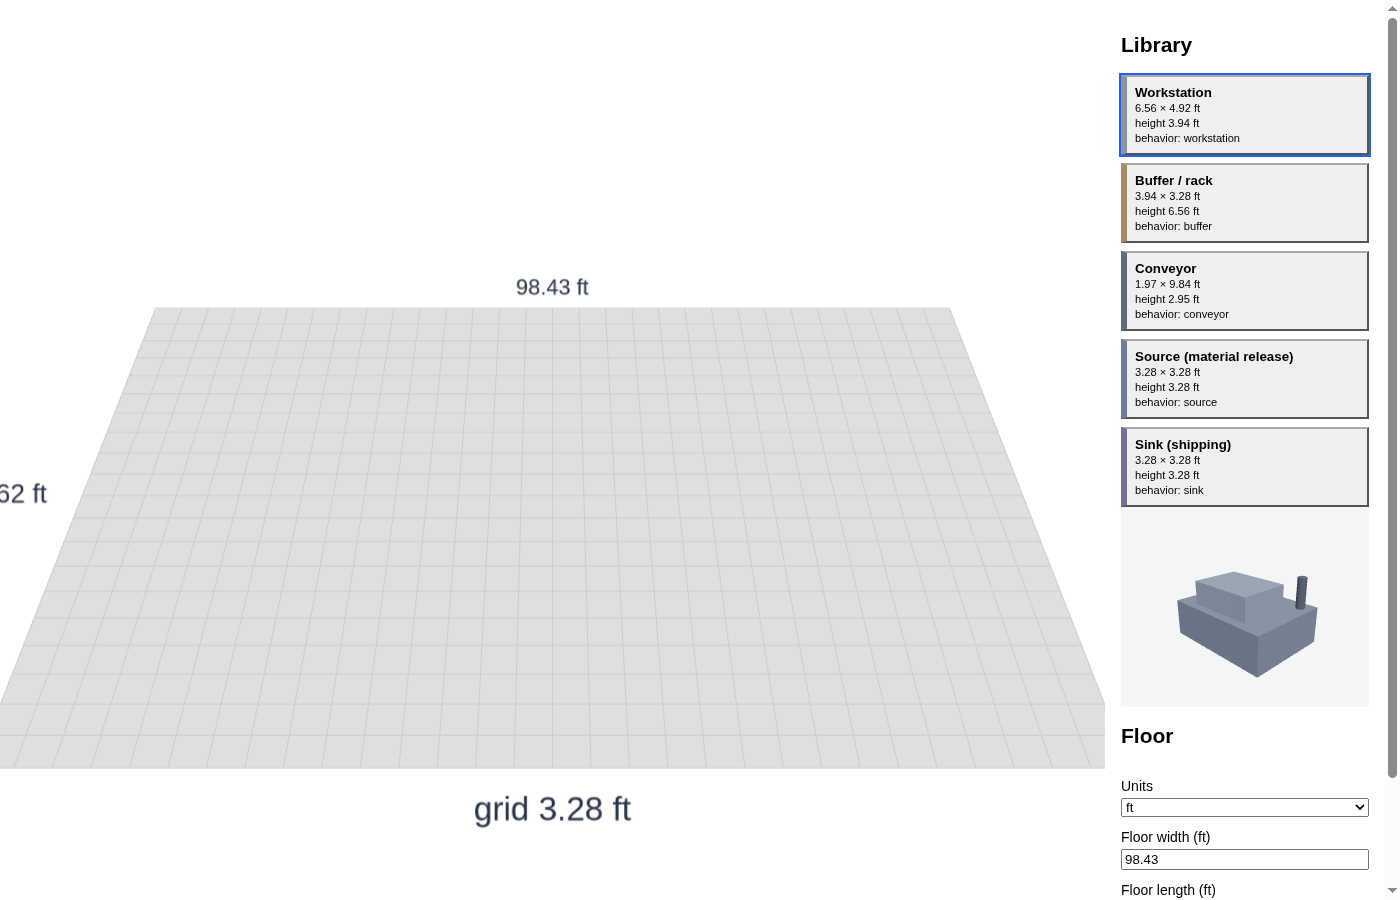 98.43 ft
62 ft
grid 3.28 ft
Library
Workstation
6.56 × 4.92 ft
height 3.94 ft
behavior: workstation
Buffer / rack
3.94 × 3.28 ft
height 6.56 ft
behavior: buffer
Conveyor
1.97 × 9.84 ft
height 2.95 ft
behavior: conveyor
Source (material release)
3.28 × 3.28 ft
height 3.28 ft
behavior: source
Sink (shipping)
3.28 × 3.28 ft
height 3.28 ft
behavior: sink
Floor
Units
ft
Floor width (ft)
98.43
Floor length (ft)